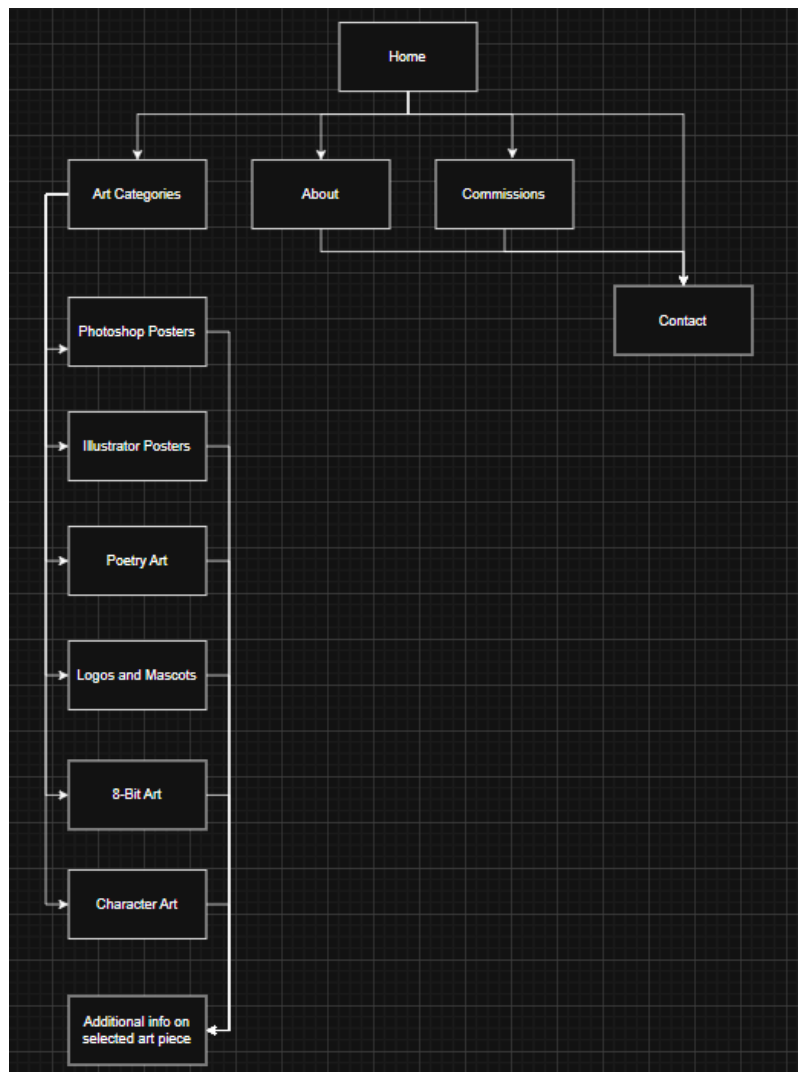 Home
Art Categories
About
Commissions
Contact
Photoshop Posters
Illustrator Posters
Poetry Art
Logos and Mascots
8-Bit Art
Character Art
Additional info on
selected art piece